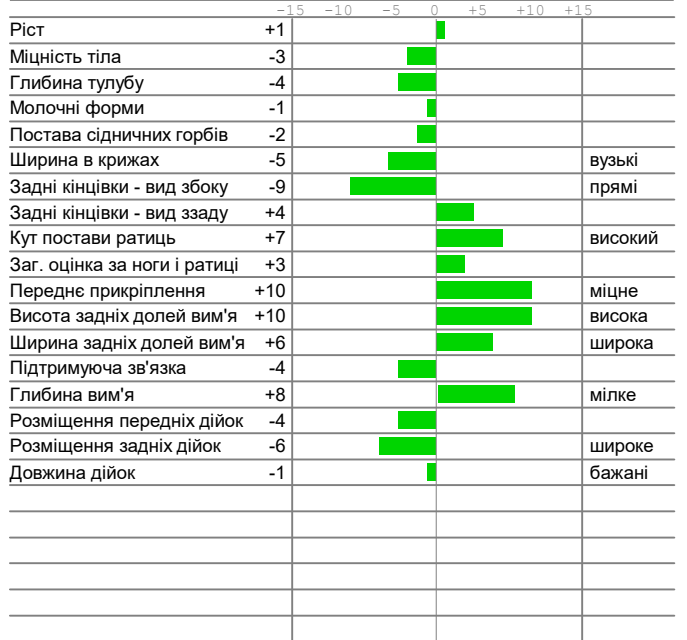 -15 -10 -5 0 +5 +10 +15
Ріст +1
Міцність тіла -3
Глибина тулубу -4
Молочні форми -1
Постава сідничних горбів -2
Ширина в крижах -5 вузькі
Задні кінцівки - вид збоку -9 прямі
Задні кінцівки - вид ззаду +4
Кут постави ратиць +7 високий
Заг. оцінка за ноги і ратиці +3
Переднє прикріплення +10 міцне
Висота задніх долей вим'я +10 висока
Ширина задніх долей вим'я +6 широка
Підтримуюча зв'язка -4
Глибина вим'я +8 мілке
Розміщення передніх дійок -4
Розміщення задніх дійок -6 широке
Довжина дійок -1 бажані